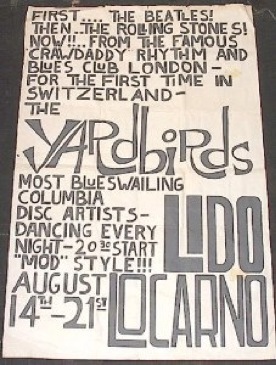 FIRST.... THE BEATLES!
THEN..THE ROLLING STONES!
NOW!!.. FROM THE FAMOUS
CRAWDADDY RHYTHM AND
BLUES CLUB LONDON-
FOR THE FIRST TIME IN
SWITZERLAND-
THE
YARDbiRds
MOST BLUESWAILING
COLUMBIA
DISC ARTISTS-
DANCING EVERY
NIGHT-20³⁰ START
"MOD" STYLE!!!
LIDO
AUGUST
14TH-21ST
LOCARNO